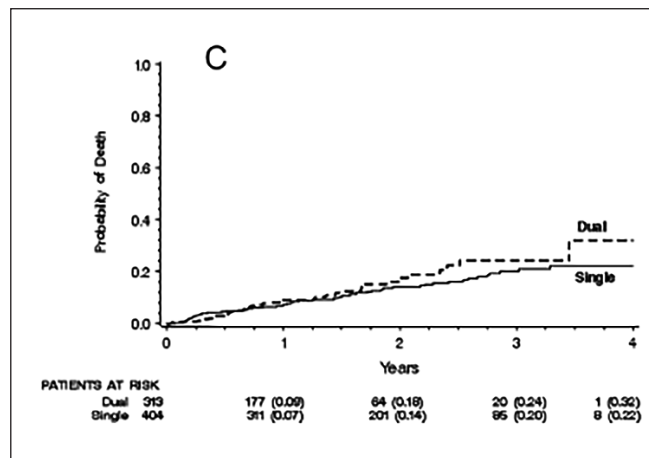 C
1.0
0.8
0.6
0.4
0.2
0.0
Probability of Death
Dual
Single
0 1 2 3 4
Years
PATIENTS AT RISK
Dual 313 177 (0.09) 64 (0.18) 20 (0.24) 1 (0.32)
Single 404 311 (0.07) 201 (0.14) 85 (0.20) 8 (0.22)